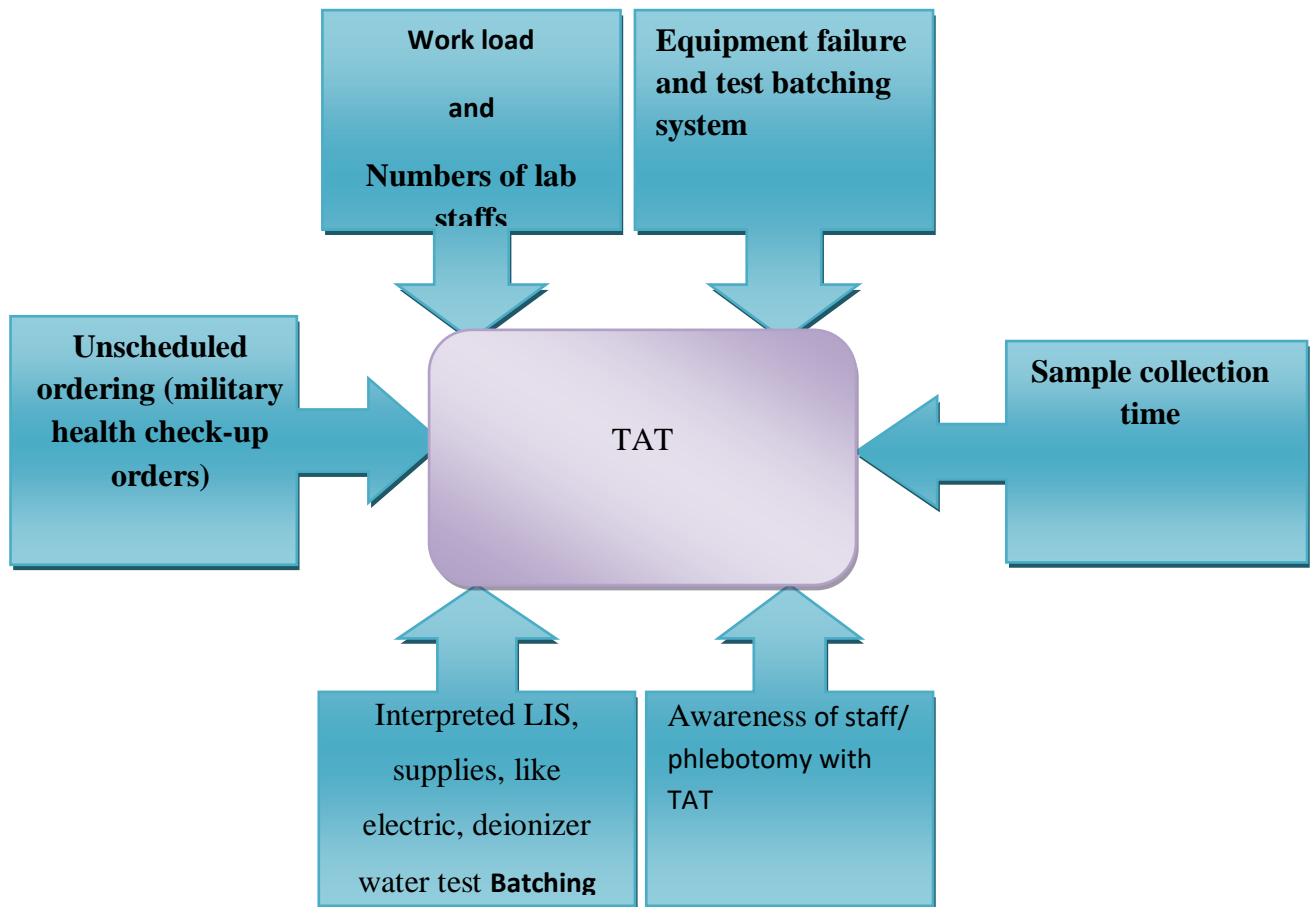 Work load
and
Numbers of lab
staffs
Equipment failure
and test batching
system
Unscheduled
ordering (military
health check-up
orders)
TAT
Sample collection
time
Interpreted LIS,
supplies, like
electric, deionizer
water test Batching
Awareness of staff/
phlebotomy with
TAT